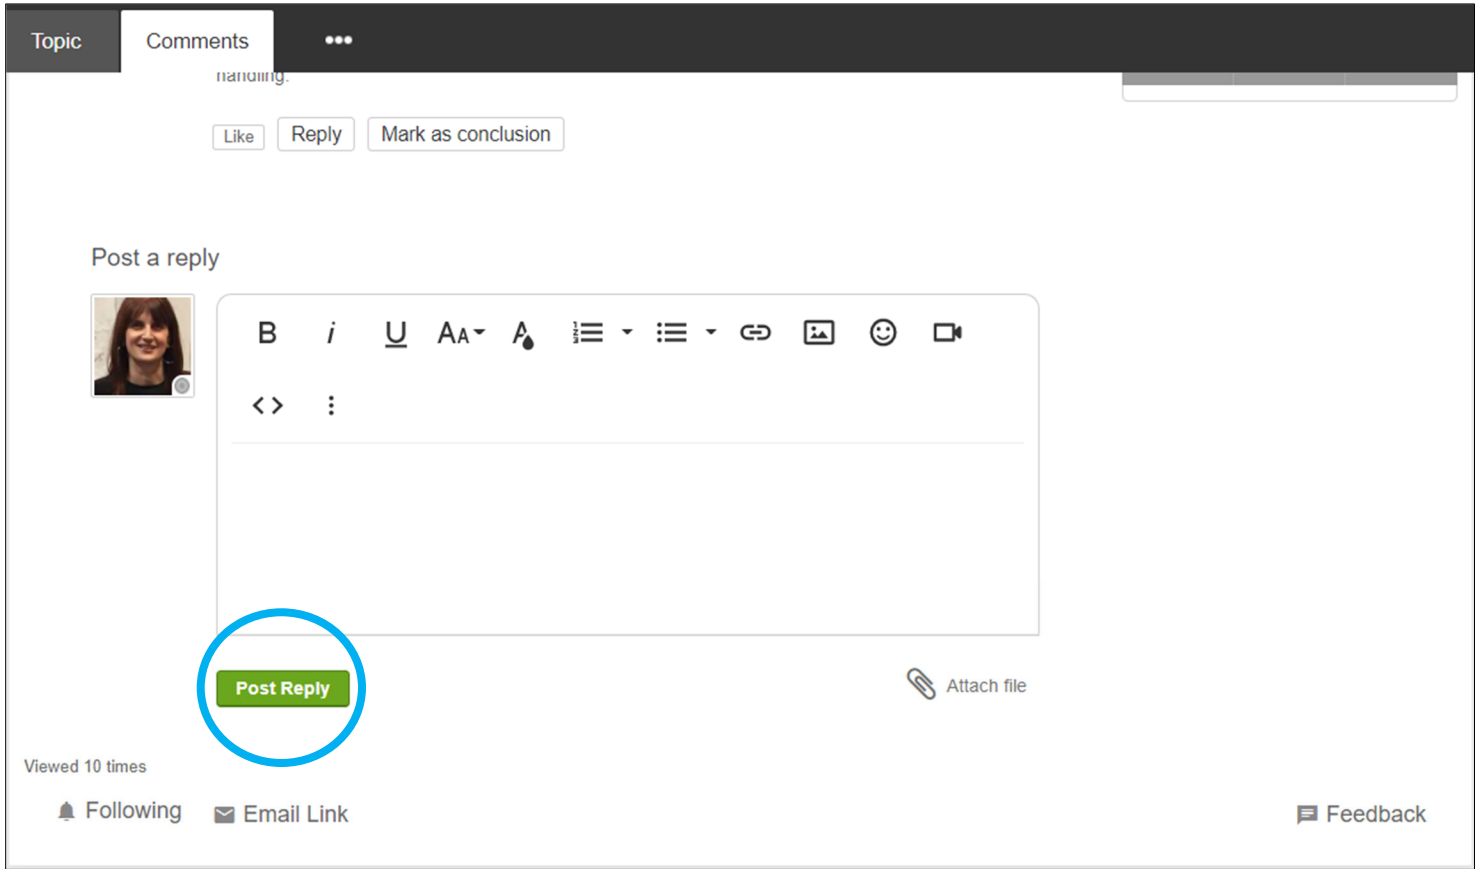 Topic Comments
handling.
Like Reply Mark as conclusion
Post a reply
B i U AA A
Post Reply Attach file
Viewed 10 times
Following Email Link Feedback